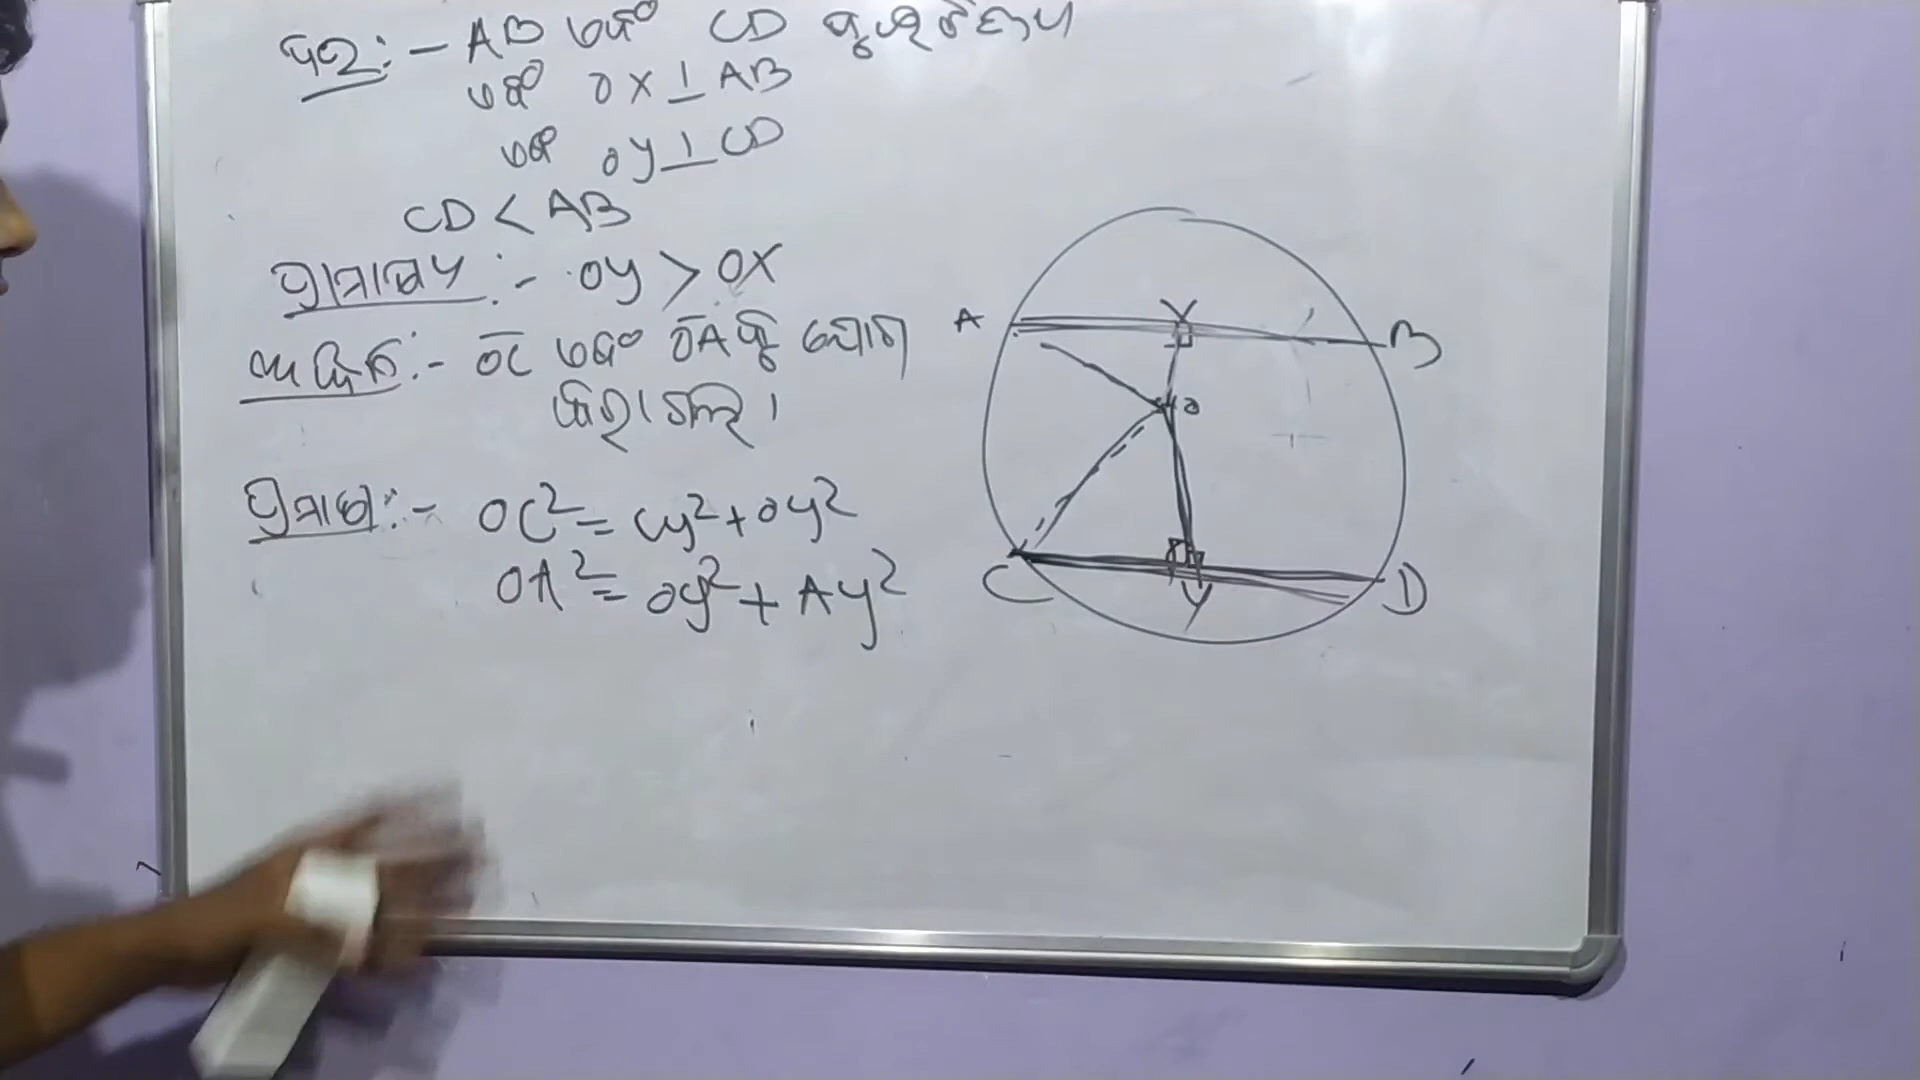 ଦତ୍ତ :- AB ଏବଂ CD
ଏବଂ OX ⊥ AB
ଏବଂ OY ⊥ CD
CD < AB
ପ୍ରାମାଣ୍ୟ :- OY > OX
ଅଙ୍କନ :- OC ଏବଂ OA କୁ ଯୋଗ
କରାଗଲା ।
ପ୍ରମାଣ :- OC² = CY² + OY²
OA² = OY² + AY²
A X B
O
C Y D